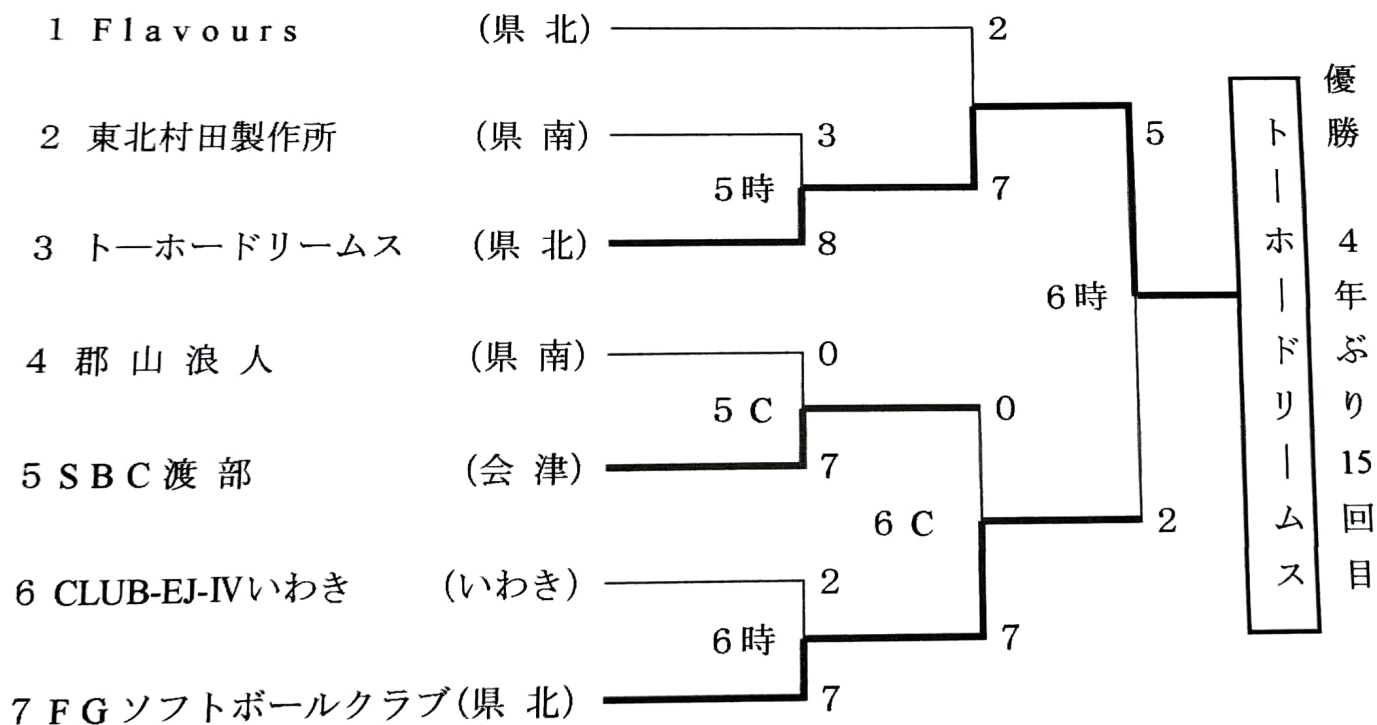 1 Flavours (県 北) 2
2 東北村田製作所 (県 南) 3
5時 7
3 トーホードリームス (県 北) 8
5
6時
4 郡 山 浪 人 (県 南) 0
5 C 0
5 SBC渡 部 (会 津) 7
6 C 2
6 CLUB-EJ-Ⅳいわき (いわき) 2
6時 7
7 FGソフトボールクラブ(県 北) 7
トーホードリームス
優勝 4年ぶり15回目